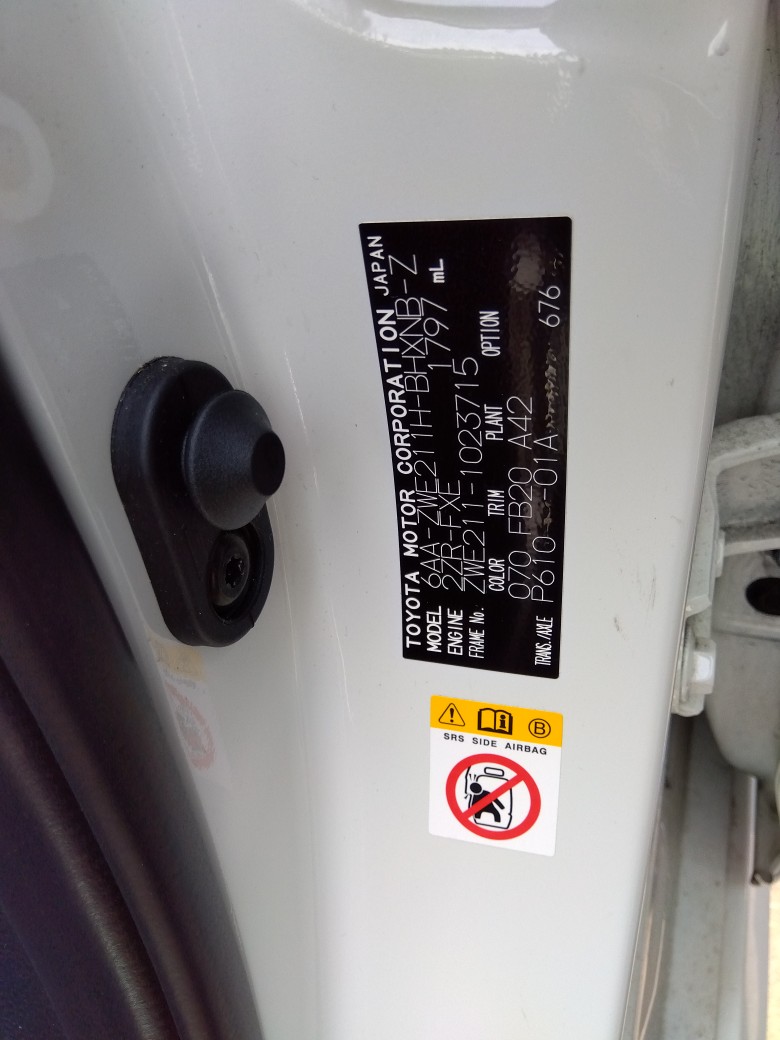 TOYOTA MOTOR CORPORATION JAPAN
MODEL 6AA-ZWE211H-BHXNB-Z
ENGINE 2ZR-FXE 1797 mL
FRAME No. ZWE211-1023715
COLOR TRIM PLANT OPTION
070 FB20 A42
TRANS./AXLE P610 -01A 676
B
SRS SIDE AIRBAG